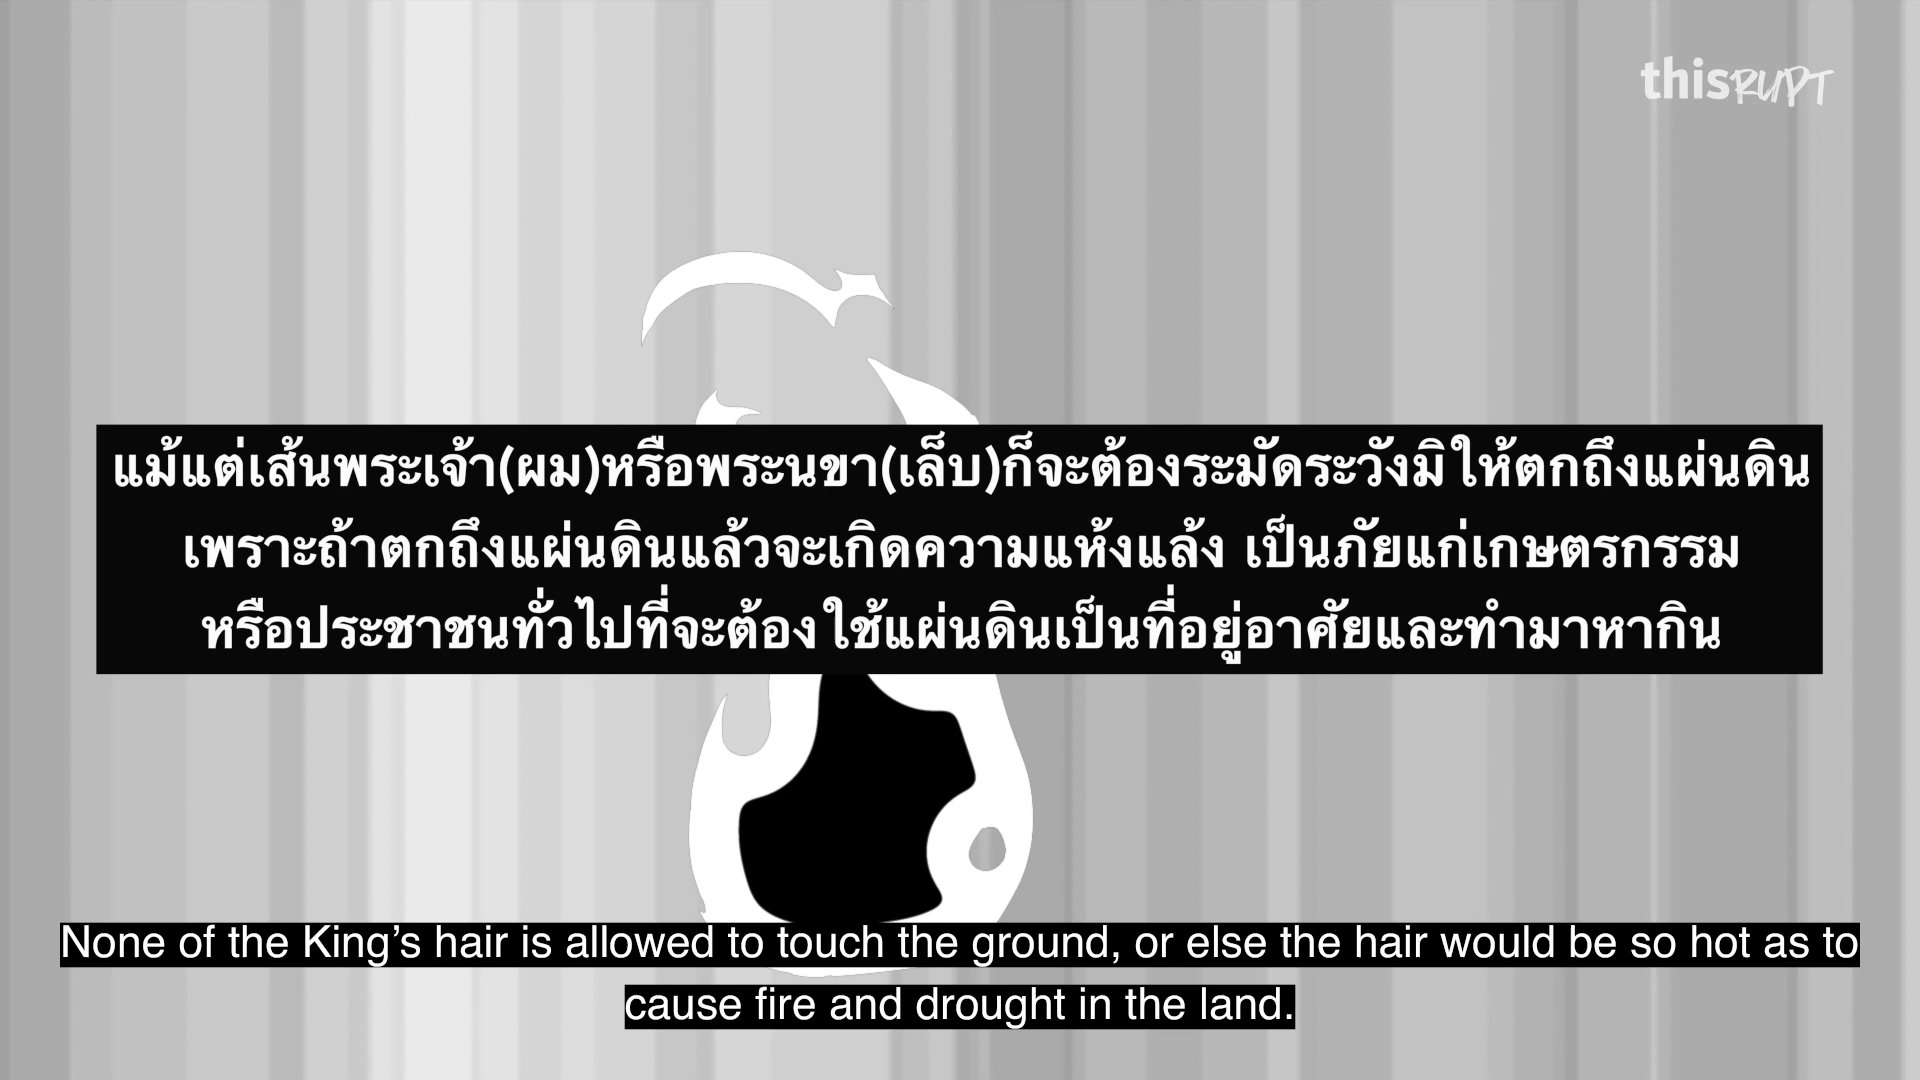 thisRUPT
แม้แต่เส้นพระเจ้า(ผม)หรือพระนขา(เล็บ)ก็จะต้องระมัดระวังมิให้ตกถึงแผ่นดิน
เพราะถ้าตกถึงแผ่นดินแล้วจะเกิดความแห้งแล้ง เป็นภัยแก่เกษตรกรรม
หรือประชาชนทั่วไปที่จะต้องใช้แผ่นดินเป็นที่อยู่อาศัยและทำมาหากิน
None of the King’s hair is allowed to touch the ground, or else the hair would be so hot as to
cause fire and drought in the land.